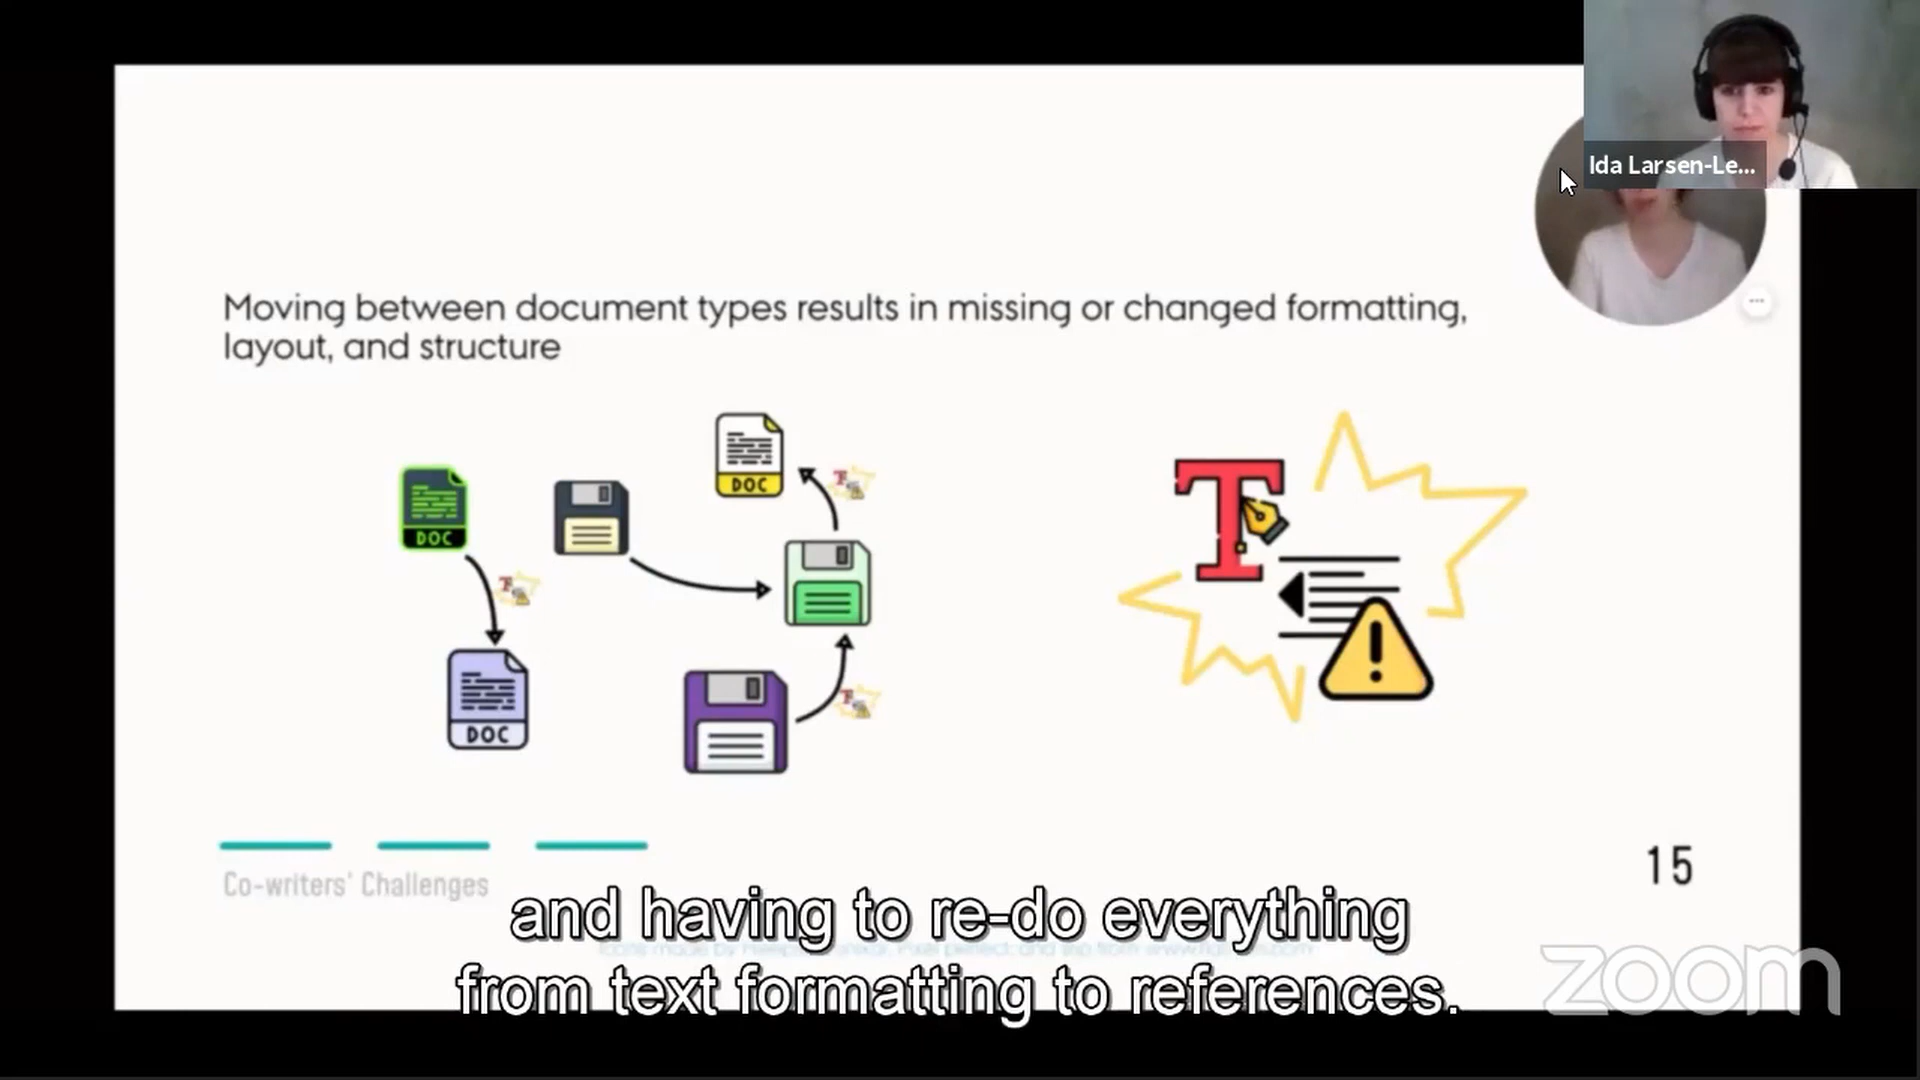 Ida Larsen-Le...
Moving between document types results in missing or changed formatting,
layout, and structure
DOC
DOC
T
DOC
15
Co-writers' Challenges
and having to re-do everything
from text formatting to references.
zoom